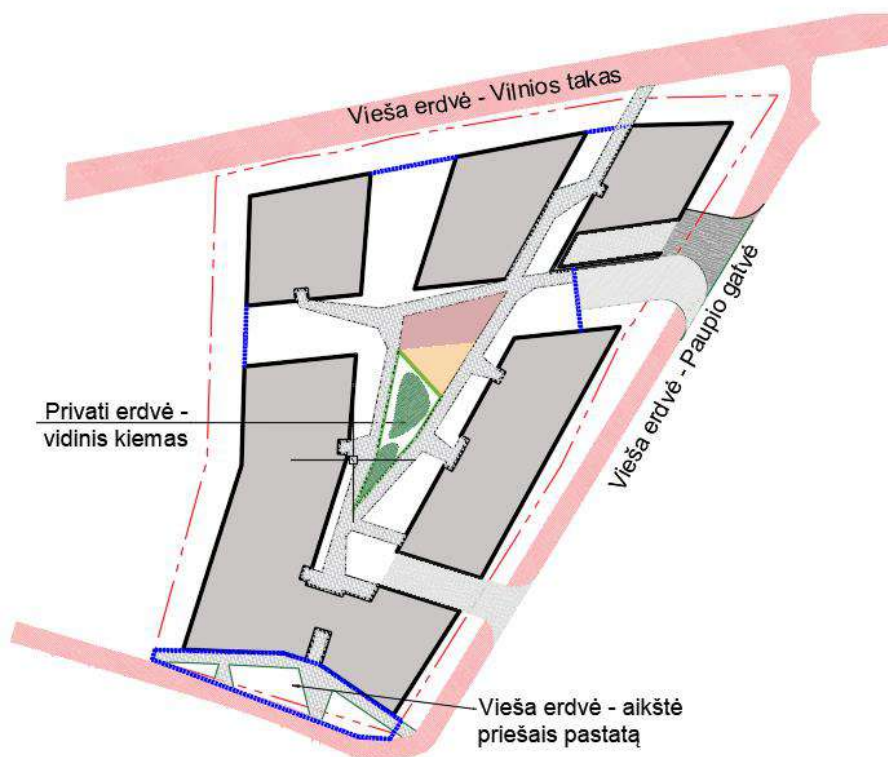 Vieša erdvė - Vilnios takas
Vieša erdvė - Paupio gatvė
Privati erdvė -
vidinis kiemas
Vieša erdvė - aikštė
priešais pastatą